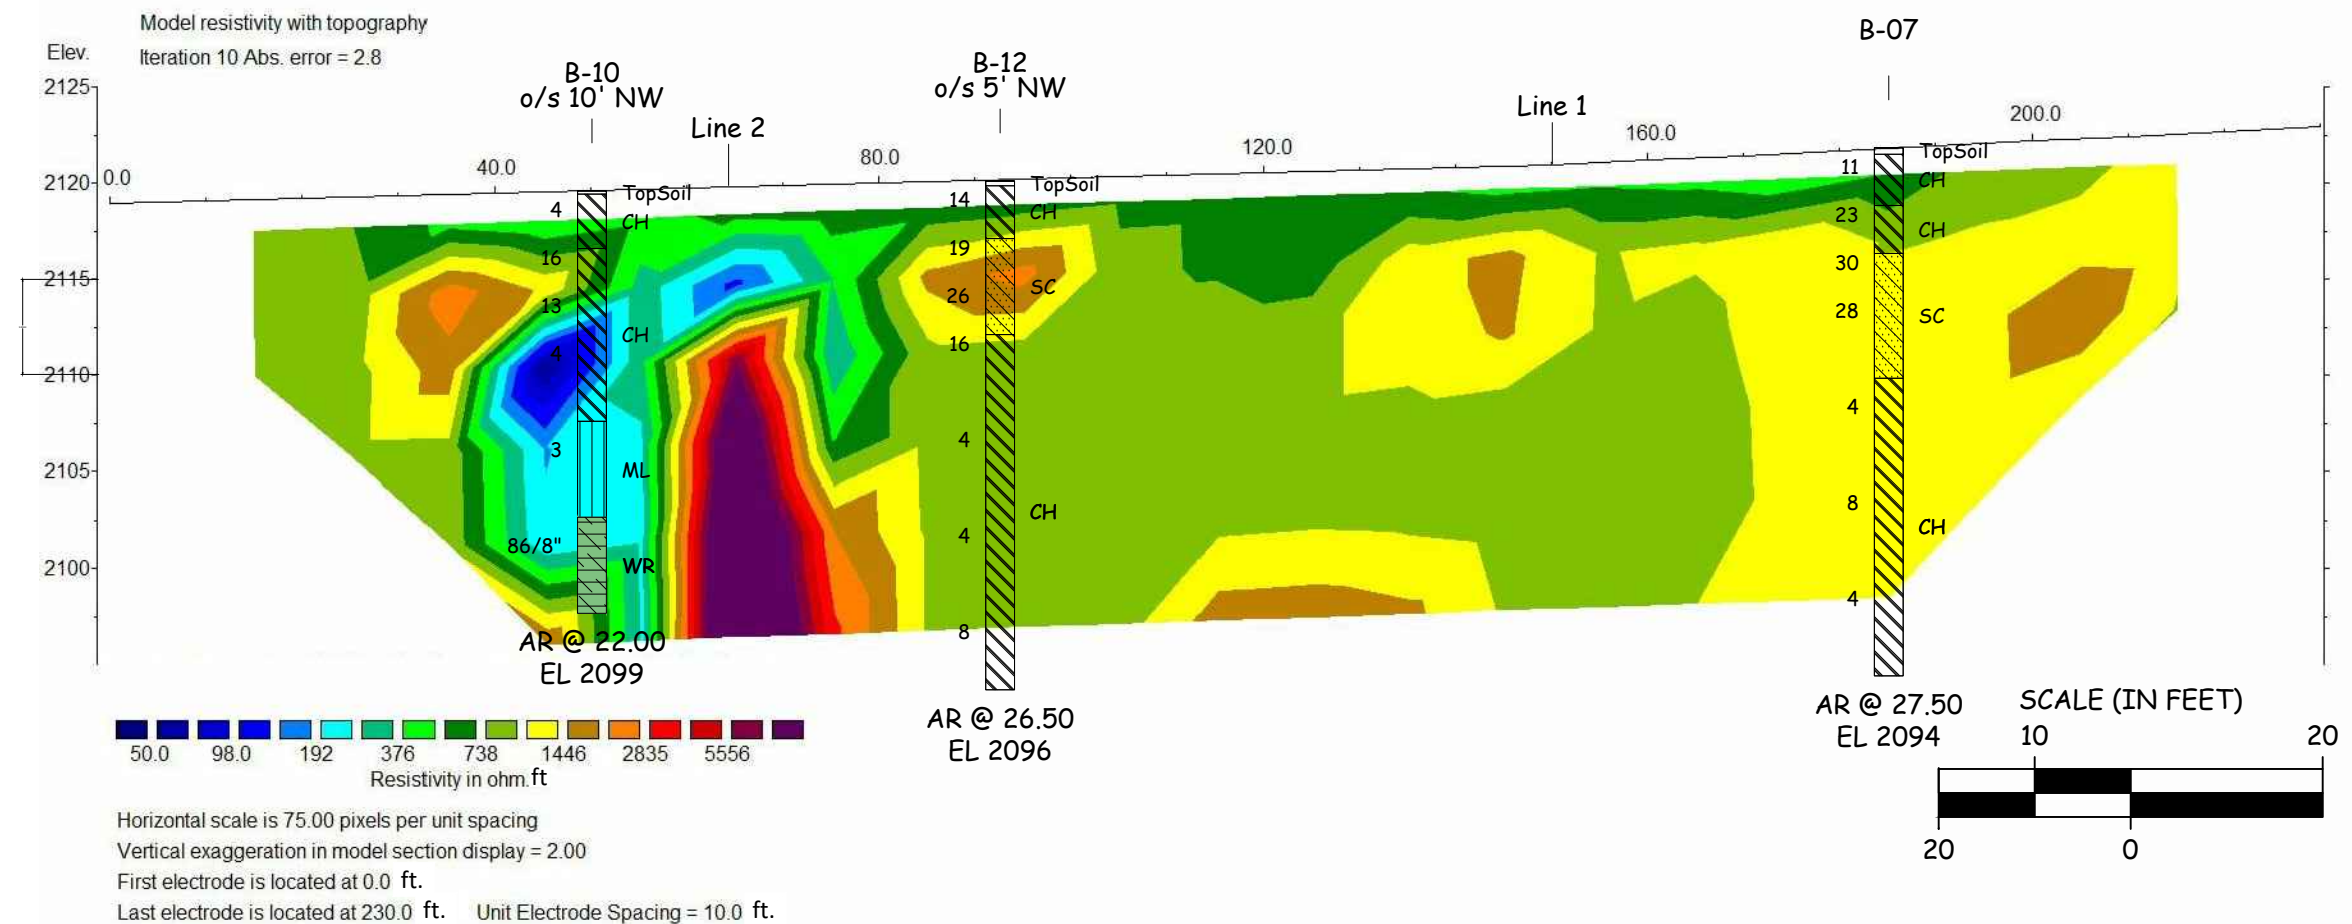 Model resistivity with topography
Iteration 10 Abs. error = 2.8
Elev.
B-10
o/s 10' NW
Line 2
B-12
o/s 5' NW
Line 1
B-07
2125
2120
2115
2110
2105
2100
0.0
40.0
80.0
120.0
160.0
200.0
TopSoil
CH
CH
ML
WR
4
16
13
4
3
86/8"
AR @ 22.00
EL 2099
TopSoil
CH
SC
CH
14
19
26
16
4
4
8
AR @ 26.50
EL 2096
TopSoil
CH
CH
SC
CH
11
23
30
28
4
8
4
AR @ 27.50
EL 2094
SCALE (IN FEET)
10 20
20 0
50.0 98.0 192 376 738 1446 2835 5556
Resistivity in ohm.ft
Horizontal scale is 75.00 pixels per unit spacing
Vertical exaggeration in model section display = 2.00
First electrode is located at 0.0 ft.
Last electrode is located at 230.0 ft. Unit Electrode Spacing = 10.0 ft.